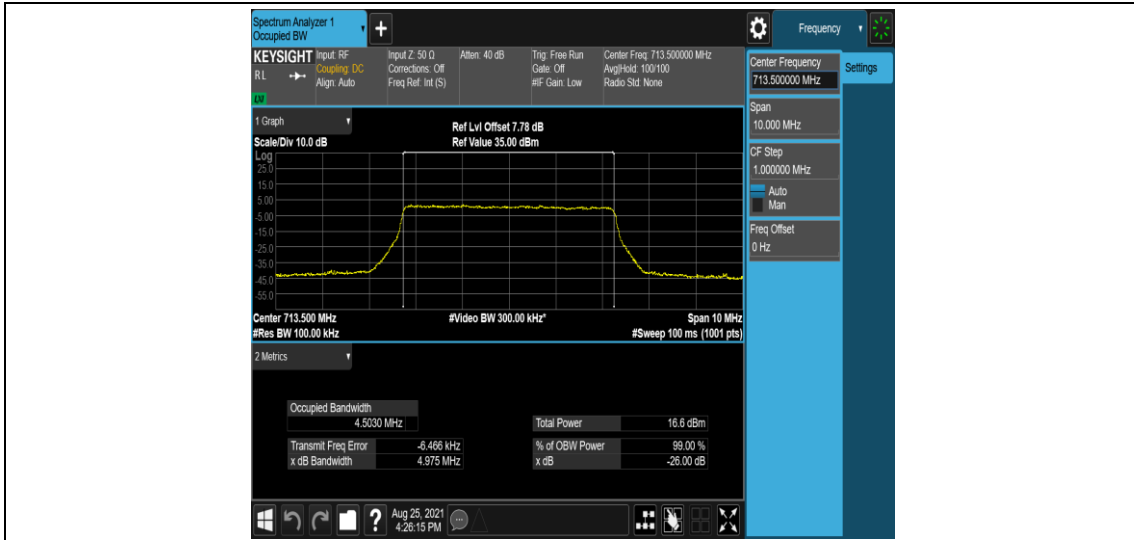 Spectrum Analyzer 1
Occupied BW
+
Frequency
KEYSIGHT
RL
LXI
Input: RF
Coupling: DC
Align: Auto
Input Z: 50 Ω
Corrections: Off
Freq Ref: Int (S)
Atten: 40 dB
Trig: Free Run
Gate: Off
#IF Gain: Low
Center Freq: 713.500000 MHz
Avg|Hold: 100/100
Radio Std: None
Center Frequency
713.500000 MHz
Settings
Span
10.000 MHz
CF Step
1.000000 MHz
Auto
Man
Freq Offset
0 Hz
1 Graph
Scale/Div 10.0 dB
Ref Lvl Offset 7.78 dB
Ref Value 35.00 dBm
Log
25.0
15.0
5.00
-5.00
-15.0
-25.0
-35.0
-45.0
-55.0
Center 713.500 MHz
#Video BW 300.00 kHz*
Span 10 MHz
#Res BW 100.00 kHz
#Sweep 100 ms (1001 pts)
2 Metrics
Occupied Bandwidth
4.5030 MHz
Total Power 16.6 dBm
Transmit Freq Error -6.466 kHz
% of OBW Power 99.00 %
x dB Bandwidth 4.975 MHz
x dB -26.00 dB
?
Aug 25, 2021
4:26:15 PM